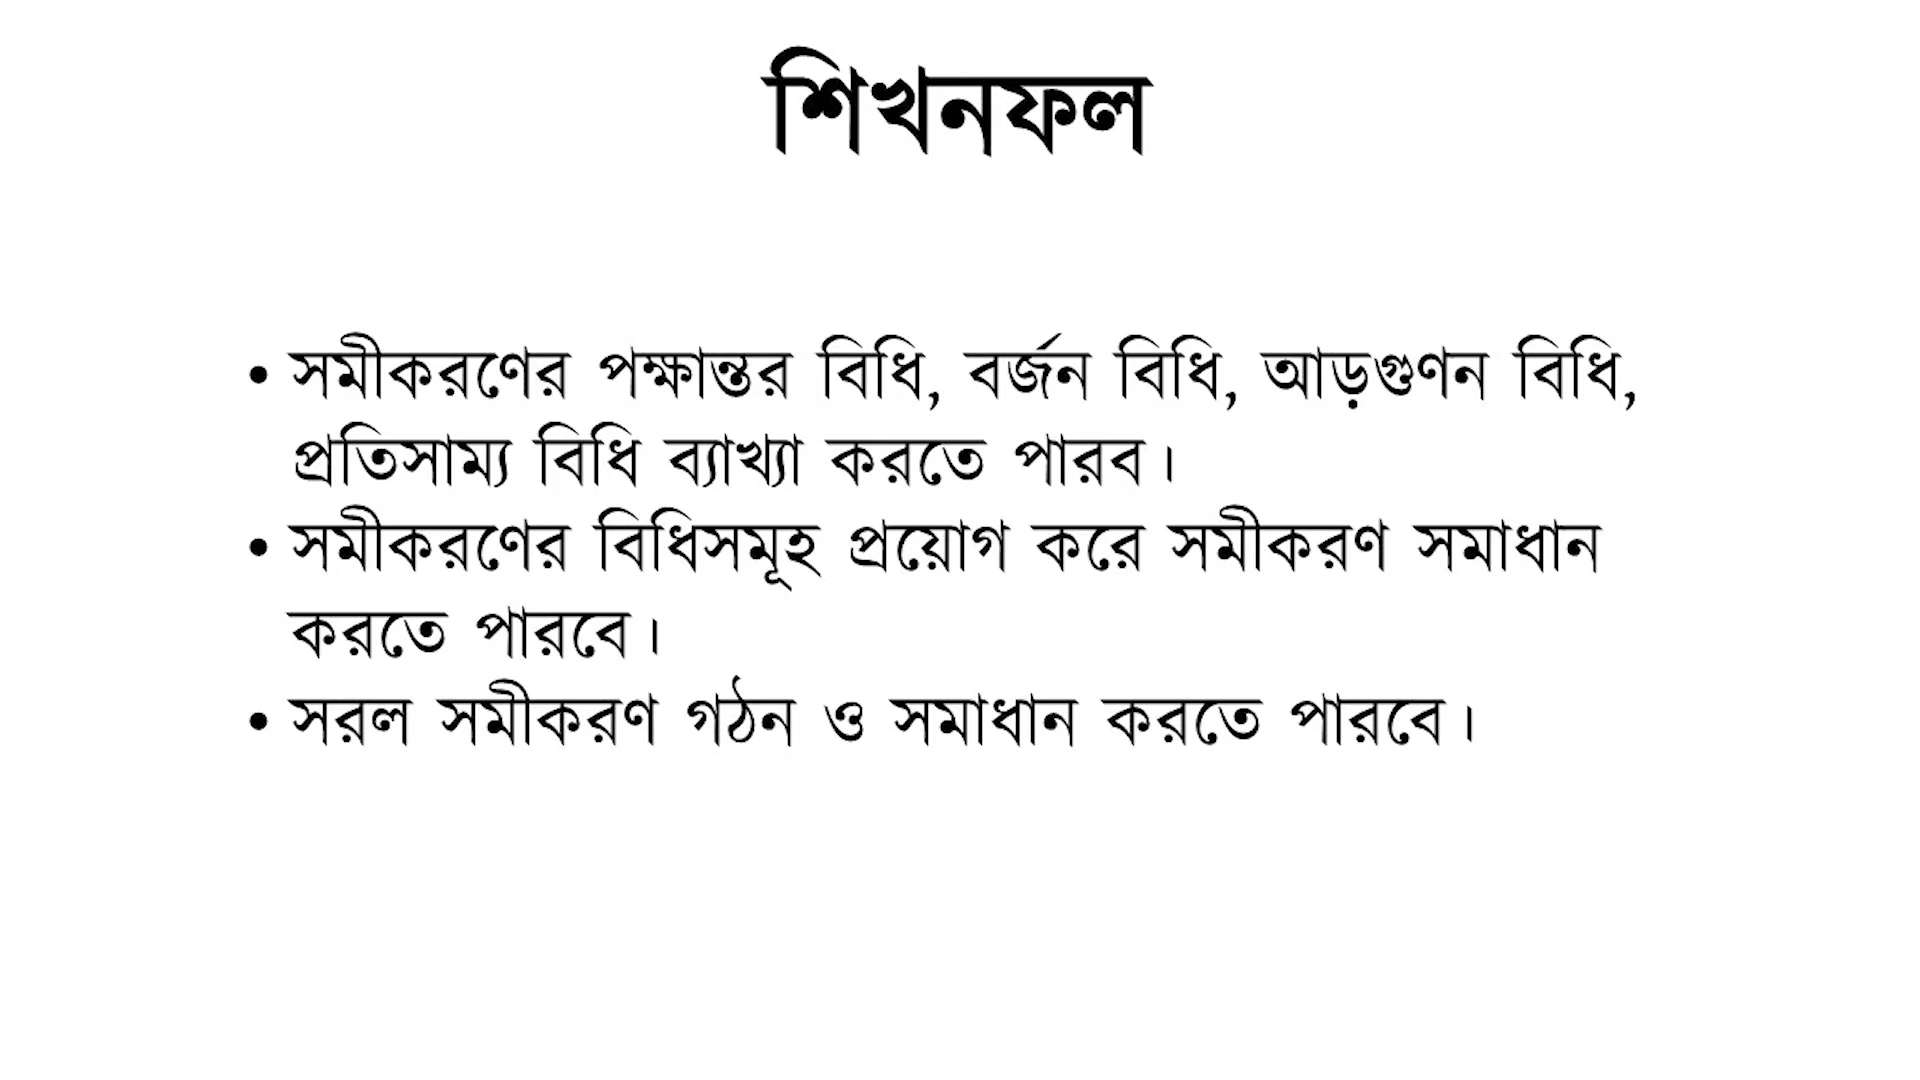 শিখনফল
• সমীকরণের পক্ষান্তর বিধি, বর্জন বিধি, আড়গুণন বিধি,
প্রতিসাম্য বিধি ব্যাখ্যা করতে পারব।
• সমীকরণের বিধিসমূহ প্রয়োগ করে সমীকরণ সমাধান
করতে পারবে।
• সরল সমীকরণ গঠন ও সমাধান করতে পারবে।